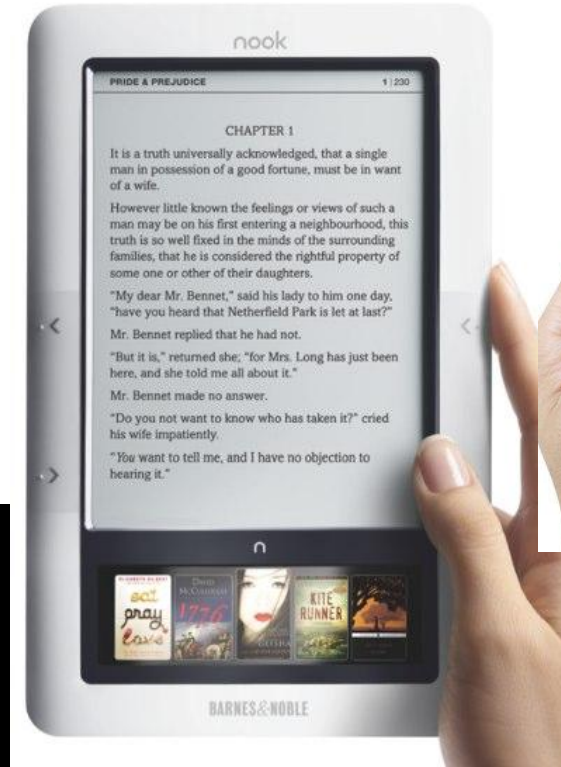 nook
PRIDE & PREJUDICE 1 | 230
CHAPTER 1
It is a truth universally acknowledged, that a single
man in possession of a good fortune, must be in want
of a wife.
However little known the feelings or views of such a
man may be on his first entering a neighbourhood, this
truth is so well fixed in the minds of the surrounding
families, that he is considered the rightful property of
some one or other of their daughters.
"My dear Mr. Bennet," said his lady to him one day,
"have you heard that Netherfield Park is let at last?"
Mr. Bennet replied that he had not.
"But it is," returned she; "for Mrs. Long has just been
here, and she told me all about it."
Mr. Bennet made no answer.
"Do you not want to know who has taken it?" cried
his wife impatiently.
"You want to tell me, and I have no objection to
hearing it."
n
eat
pray
love
DAVID
McCULLOUGH
1776
KITE
RUNNER
BARNES&NOBLE